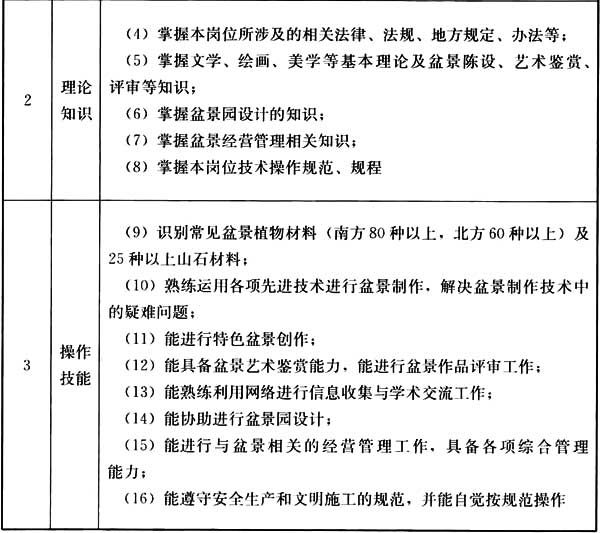 (4) 掌握本岗位所涉及的相关法律、法规、地方规定、办法等;
(5) 掌握文学、绘画、美学等基本理论及盆景陈设、艺术鉴赏、
评审等知识;
2
理论
知识
(6) 掌握盆景园设计的知识;
(7) 掌握盆景经营管理相关知识;
(8) 掌握本岗位技术操作规范、规程
(9) 识别常见盆景植物材料（南方80种以上，北方60种以上）及
25种以上山石材料;
(10) 熟练运用各项先进技术进行盆景制作，解决盆景制作技术中
的疑难问题;
(11) 能进行特色盆景创作;
3
操作
技能
(12) 能具备盆景艺术鉴赏能力，能进行盆景作品评审工作;
(13) 能熟练利用网络进行信息收集与学术交流工作;
(14) 能协助进行盆景园设计;
(15) 能进行与盆景相关的经营管理工作，具备各项综合管理
能力;
(16) 能遵守安全生产和文明施工的规范，并能自觉按规范操作